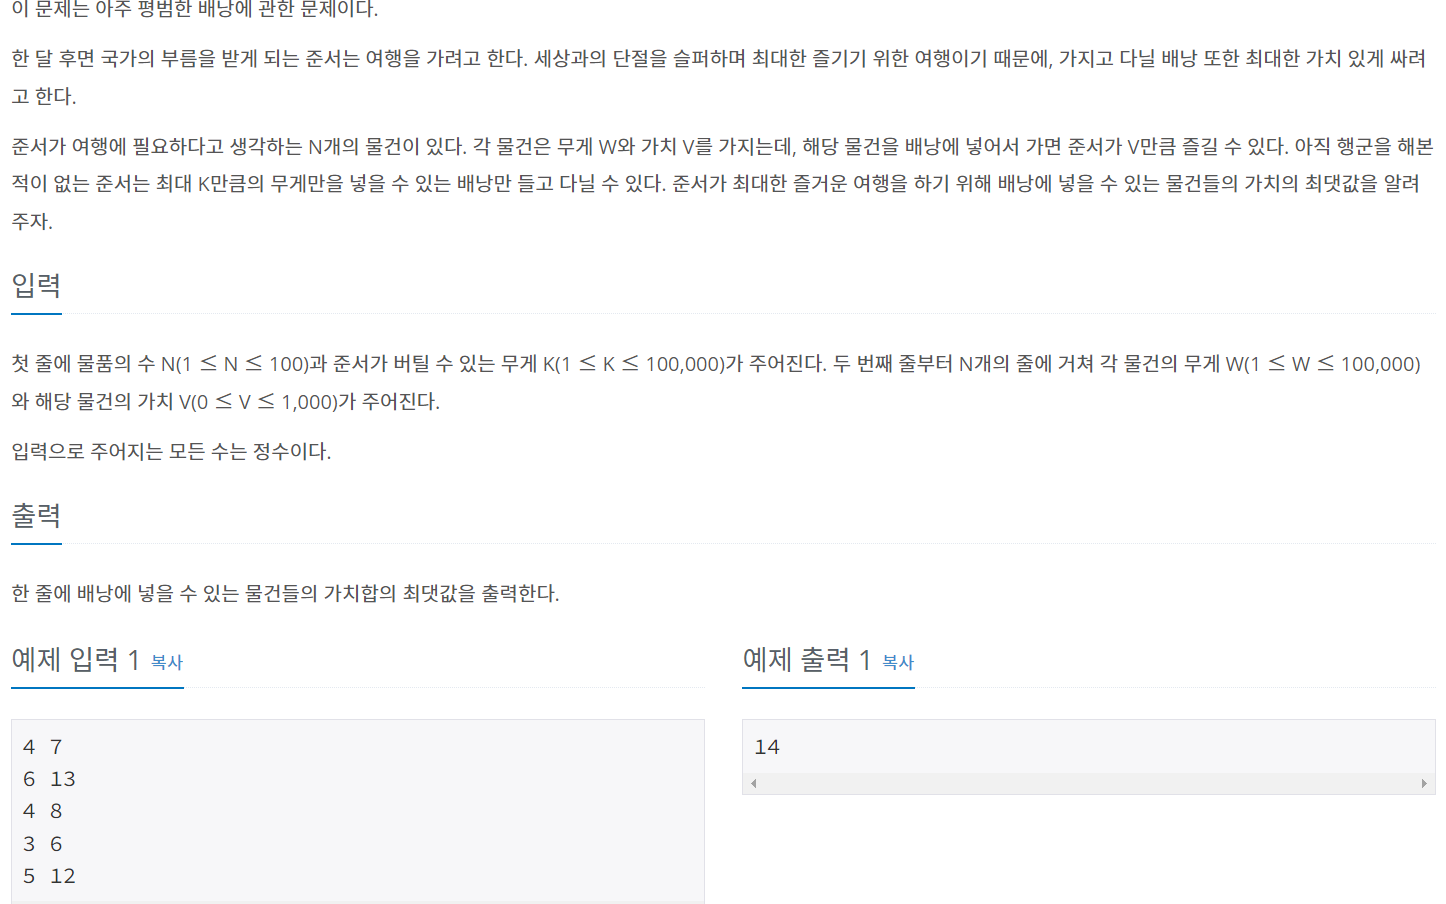 이 문제는 아주 평범한 배낭에 관한 문제이다.
한 달 후면 국가의 부름을 받게 되는 준서는 여행을 가려고 한다. 세상과의 단절을 슬퍼하며 최대한 즐기기 위한 여행이기 때문에, 가지고 다닐 배낭 또한 최대한 가치 있게 싸려
고 한다.
준서가 여행에 필요하다고 생각하는 N개의 물건이 있다. 각 물건은 무게 W와 가치 V를 가지는데, 해당 물건을 배낭에 넣어서 가면 준서가 V만큼 즐길 수 있다. 아직 행군을 해본
적이 없는 준서는 최대 K만큼의 무게만을 넣을 수 있는 배낭만 들고 다닐 수 있다. 준서가 최대한 즐거운 여행을 하기 위해 배낭에 넣을 수 있는 물건들의 가치의 최댓값을 알려
주자.
입력
첫 줄에 물품의 수 N(1 ≤ N ≤ 100)과 준서가 버틸 수 있는 무게 K(1 ≤ K ≤ 100,000)가 주어진다. 두 번째 줄부터 N개의 줄에 거쳐 각 물건의 무게 W(1 ≤ W ≤ 100,000)
와 해당 물건의 가치 V(0 ≤ V ≤ 1,000)가 주어진다.
입력으로 주어지는 모든 수는 정수이다.
출력
한 줄에 배낭에 넣을 수 있는 물건들의 가치합의 최댓값을 출력한다.
예제 입력 1 복사
4 7
6 13
4 8
3 6
5 12
예제 출력 1 복사
14